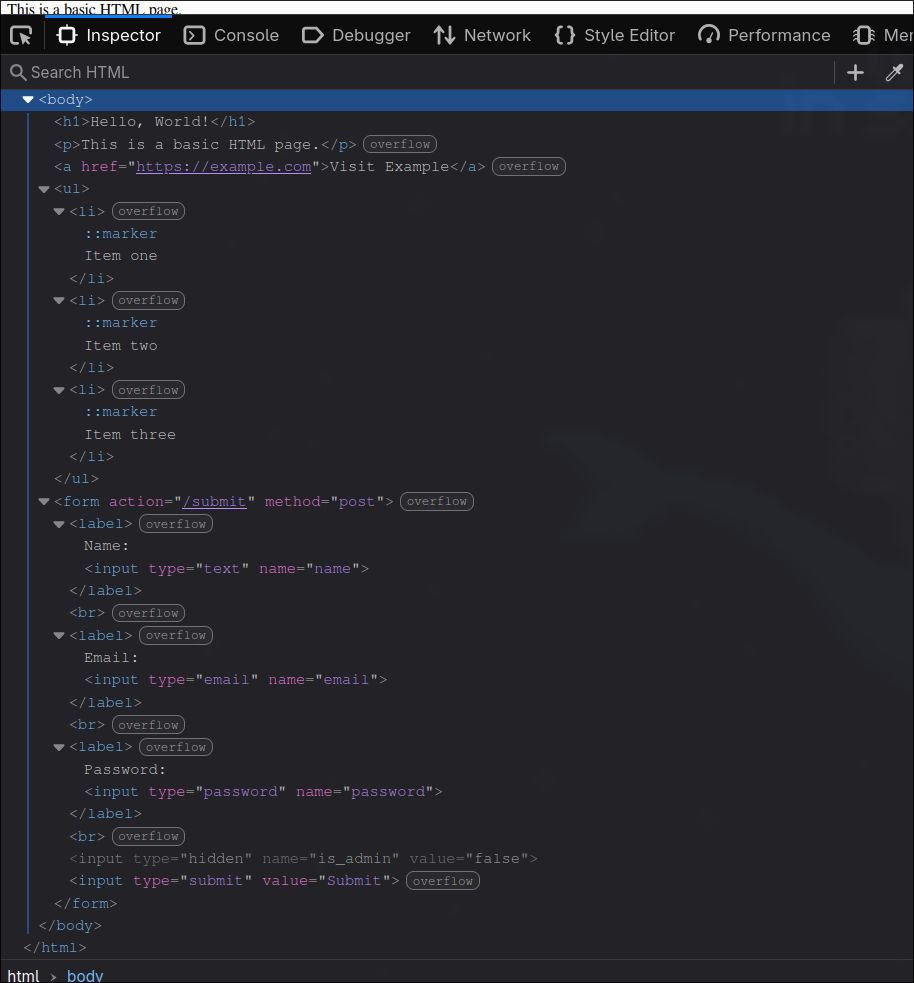 This is a basic HTML page.
Inspector Console Debugger Network Style Editor Performance
Search HTML
<body>
<h1>Hello, World!</h1>
<p>This is a basic HTML page.</p> overflow
<a href="https://example.com">Visit Example</a> overflow
<ul>
<li> overflow
::marker
Item one
</li>
<li> overflow
::marker
Item two
</li>
<li> overflow
::marker
Item three
</li>
</ul>
<form action="/submit" method="post"> overflow
<label> overflow
Name:
<input type="text" name="name">
</label>
<br> overflow
<label> overflow
Email:
<input type="email" name="email">
</label>
<br> overflow
<label> overflow
Password:
<input type="password" name="password">
</label>
<br> overflow
<input type="hidden" name="is_admin" value="false">
<input type="submit" value="Submit"> overflow
</form>
</body>
</html>
html › body